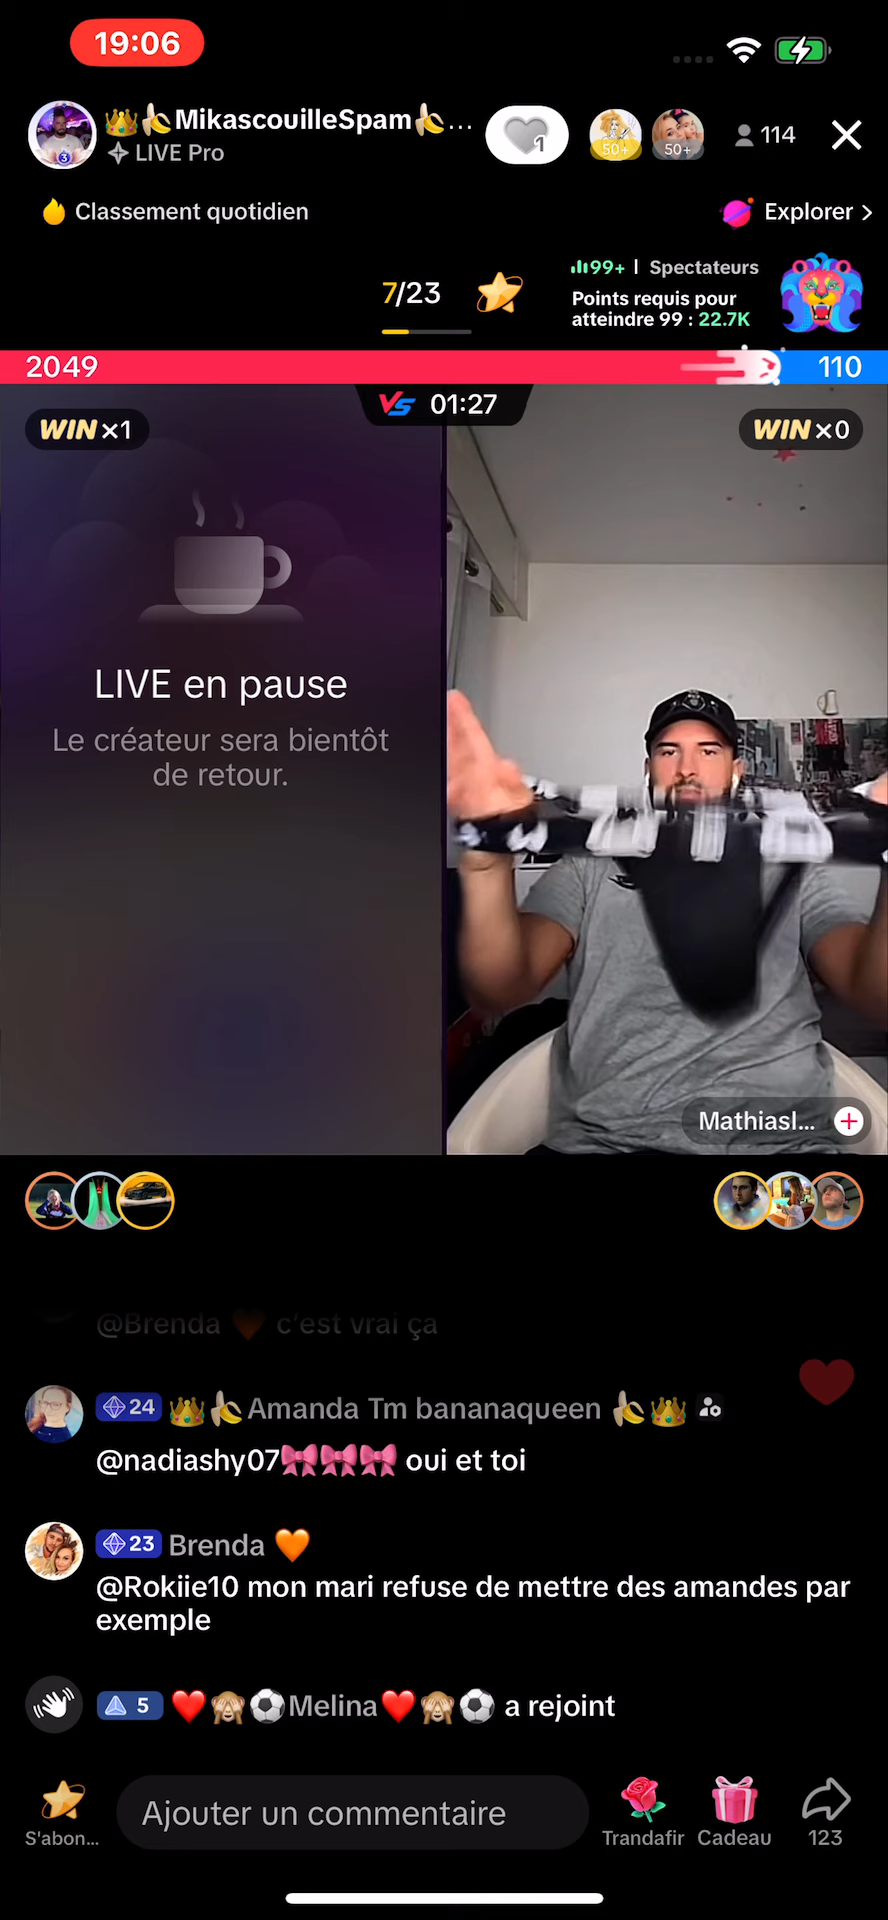 19:06
👑🍌MikascouilleSpam🍌...
LIVE Pro
1
50+
50+
114
Classement quotidien
Explorer >
7/23
99+ | Spectateurs
Points requis pour
atteindre 99 : 22.7K
2049
110
VS 01:27
WIN x1
WIN x0
LIVE en pause
Le créateur sera bientôt
de retour.
Mathiasl...
@Brenda 🧡 c'est vrai ça
24 👑🍌Amanda Tm bananaqueen 🍌👑
@nadiashy07🎀🎀🎀 oui et toi
23 Brenda 🧡
@Rokiie10 mon mari refuse de mettre des amandes par
exemple
5 ❤️🙈⚽Melina❤️🙈⚽ a rejoint
S'abon...
Ajouter un commentaire
Trandafir
Cadeau
123